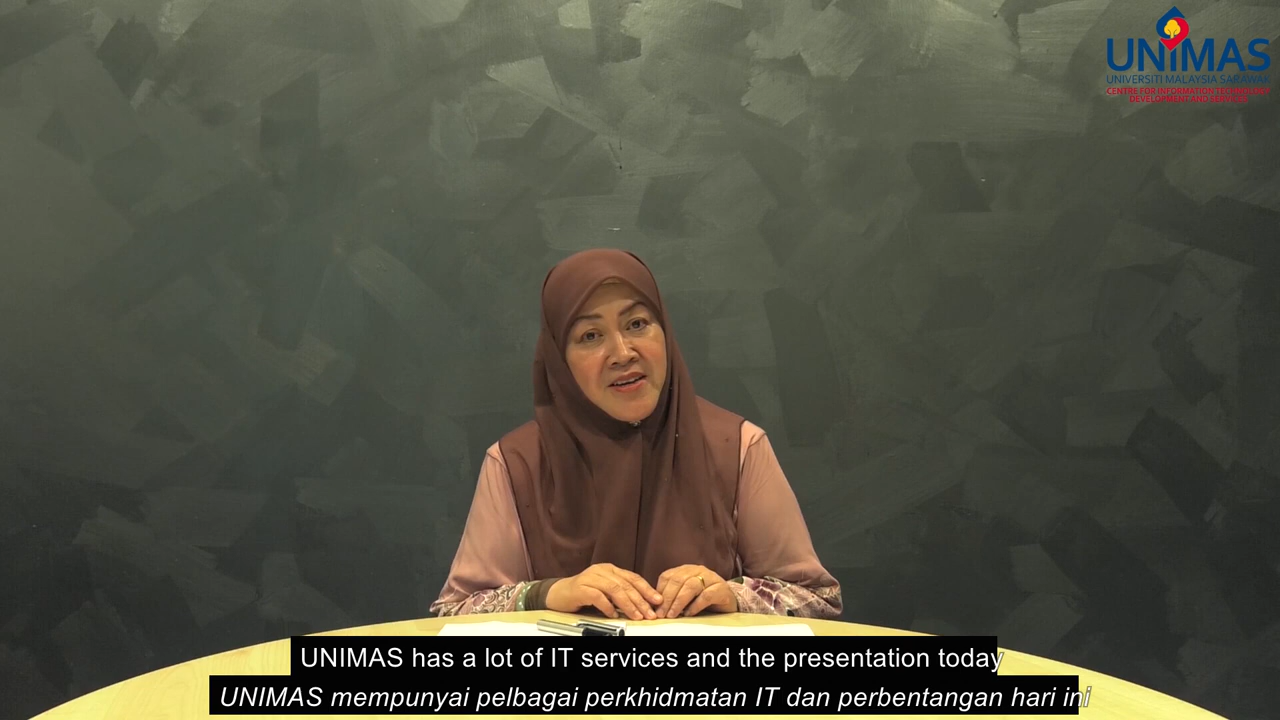 UNIMAS
UNIVERSITI MALAYSIA SARAWAK
CENTRE FOR INFORMATION TECHNOLOGY
DEVELOPMENT AND SERVICES
UNIMAS has a lot of IT services and the presentation today
UNIMAS mempunyai pelbagai perkhidmatan IT dan perbentangan hari ini